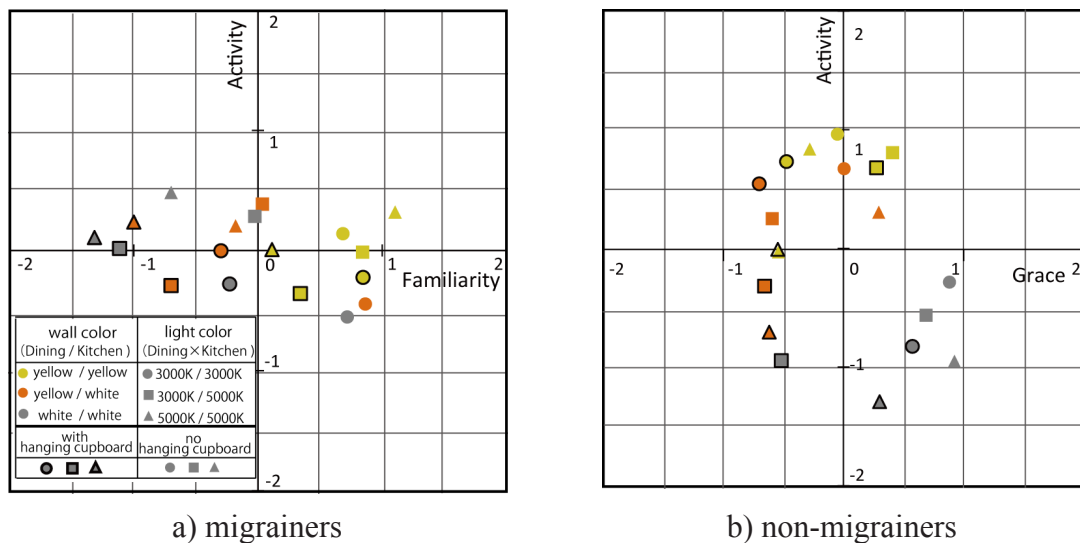 2
Activity
1
-2
-1
0
1
2
Familiarity
wall color
(Dining / Kitchen)
light color
(Dining×Kitchen)
yellow / yellow
3000K / 3000K
yellow / white
3000K / 5000K
white / white
5000K / 5000K
with
hanging cupboard
no
hanging cupboard
-1
-2
a) migrainers
2
Activity
1
-2
-1
0
1
2
Grace
-1
-2
b) non-migrainers